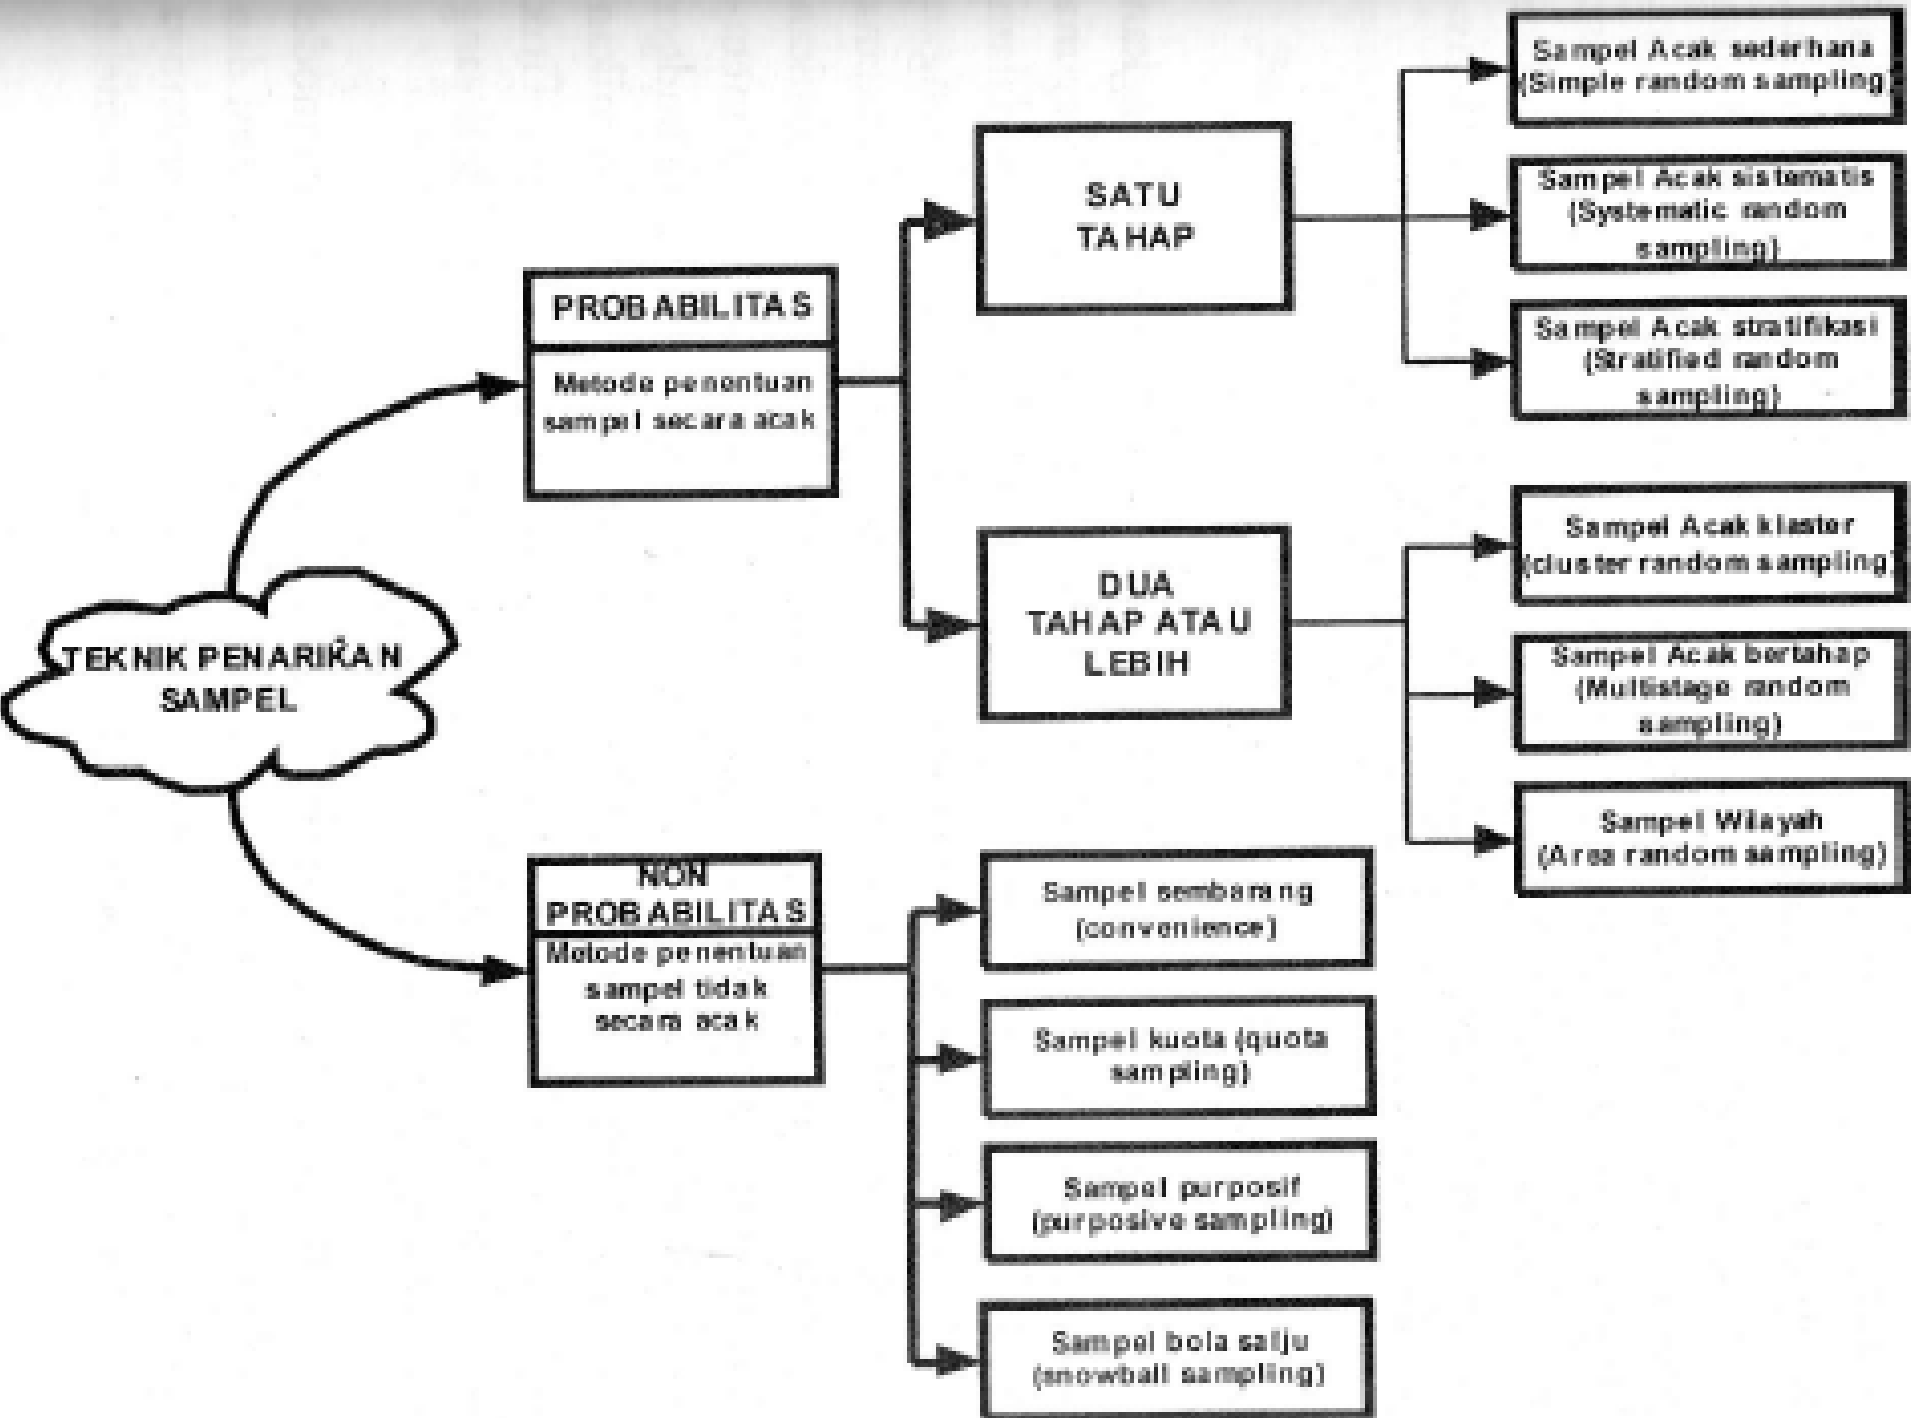 TEKNIK PENARIKAN
SAMPEL
PROBABILITAS
Metode penentuan
sampel secara acak
SATU
TAHAP
Sampel Acak sederhana
(Simple random sampling)
Sampel Acak sistematis
(Systematic random
sampling)
Sampel Acak stratifikasi
(Stratified random
sampling)
DUA
TAHAP ATAU
LEBIH
Sampel Acak klaster
(cluster random sampling)
Sampel Acak bertahap
(Multistage random
sampling)
Sampel Wilayah
(Area random sampling)
NON
PROBABILITAS
Metode penentuan
sampel tidak
secara acak
Sampel sembarang
(convenience)
Sampel kuota (quota
sampling)
Sampel purposif
(purposive sampling)
Sampel bola salju
(snowball sampling)